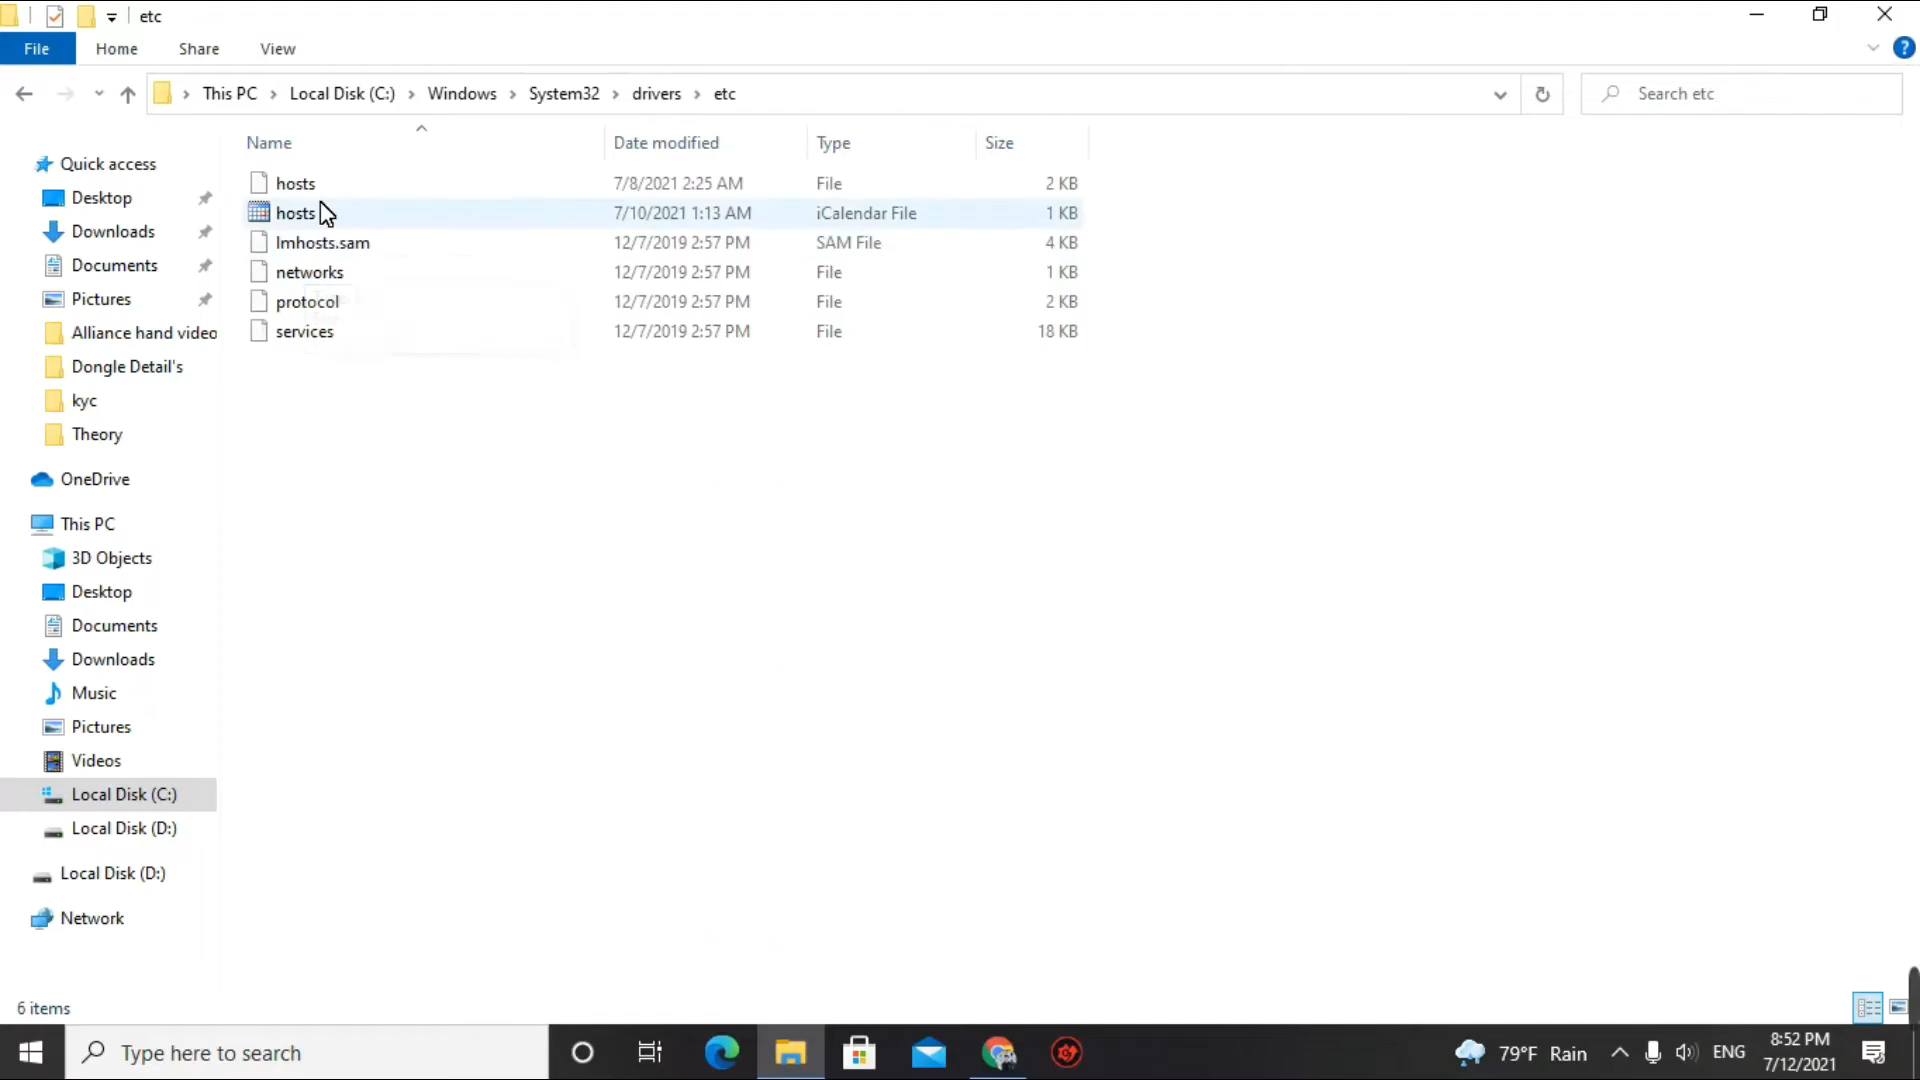 etc
File Home Share View
This PC Local Disk (C:) Windows System32 drivers etc
Search etc
Name Date modified Type Size
hosts 7/8/2021 2:25 AM File 2 KB
hosts 7/10/2021 1:13 AM iCalendar File 1 KB
lmhosts.sam 12/7/2019 2:57 PM SAM File 4 KB
networks 12/7/2019 2:57 PM File 1 KB
protocol 12/7/2019 2:57 PM File 2 KB
services 12/7/2019 2:57 PM File 18 KB
Quick access
Desktop
Downloads
Documents
Pictures
Alliance hand video
Dongle Detail's
kyc
Theory
OneDrive
This PC
3D Objects
Desktop
Documents
Downloads
Music
Pictures
Videos
Local Disk (C:)
Local Disk (D:)
Local Disk (D:)
Network
6 items
Type here to search
79°F Rain
ENG
8:52 PM
7/12/2021